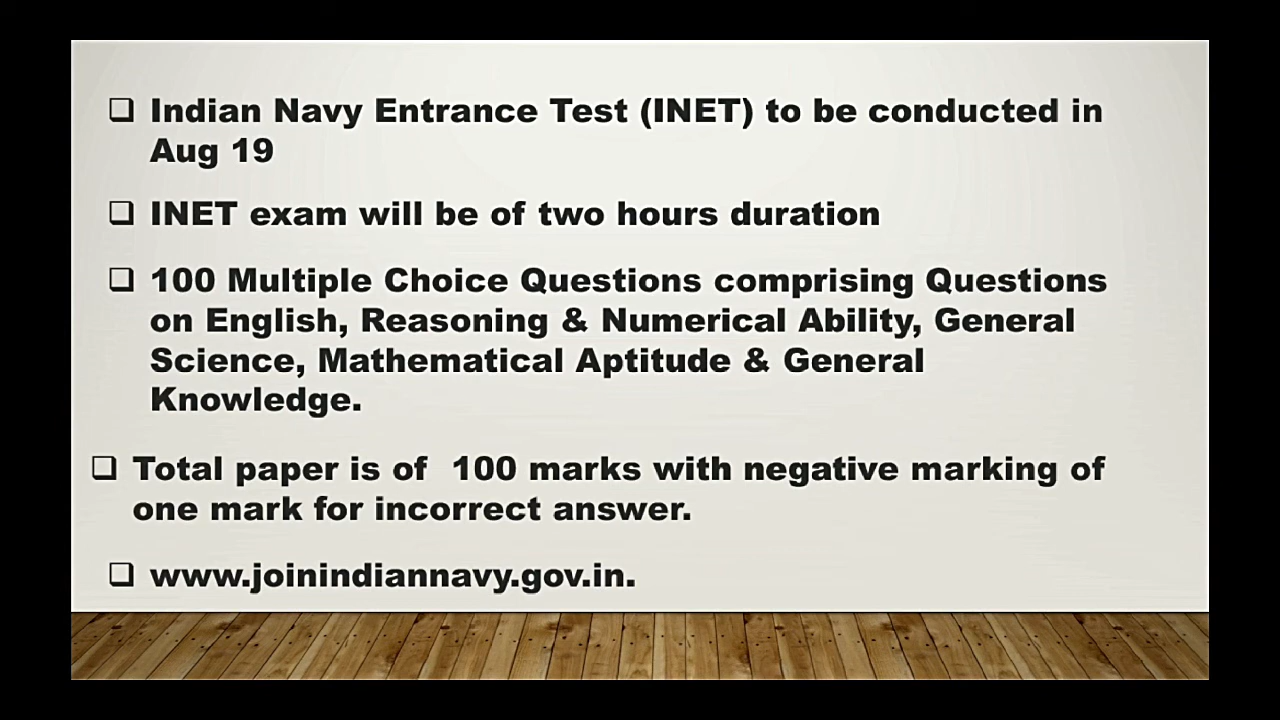 Indian Navy Entrance Test (INET) to be conducted in
Aug 19
INET exam will be of two hours duration
100 Multiple Choice Questions comprising Questions
on English, Reasoning & Numerical Ability, General
Science, Mathematical Aptitude & General
Knowledge.
Total paper is of 100 marks with negative marking of
one mark for incorrect answer.
www.joinindiannavy.gov.in.